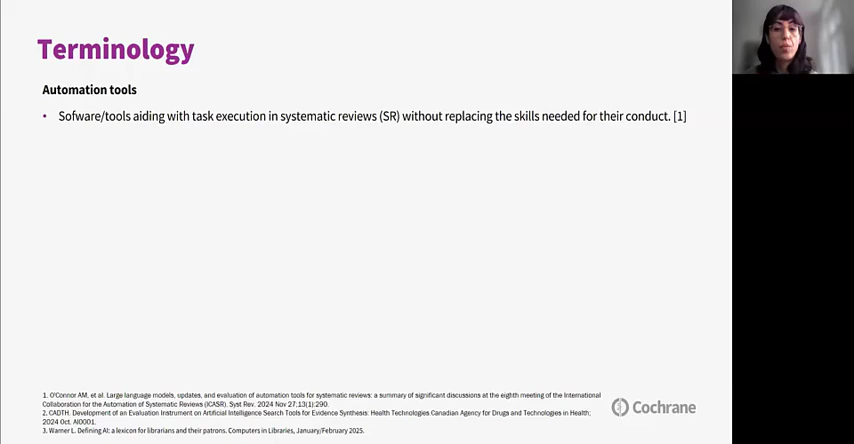 Terminology
Automation tools
• Sofware/tools aiding with task execution in systematic reviews (SR) without replacing the skills needed for their conduct. [1]
1. O'Connor AM, et al. Large language models, updates, and evaluation of automation tools for systematic reviews: a summary of significant discussions at the eighth meeting of the International
Collaboration for the Automation of Systematic Reviews (ICASR). Syst Rev. 2024 Nov 27;13(1):290.
2. CADTH. Development of an Evaluation Instrument on Artificial Intelligence Search Tools for Evidence Synthesis: Health Technologies.Canadian Agency for Drugs and Technologies in Health;
2024 Oct. AI0001.
3. Warner L. Defining AI: a lexicon for librarians and their patrons. Computers in Libraries, January/February 2025.
Cochrane